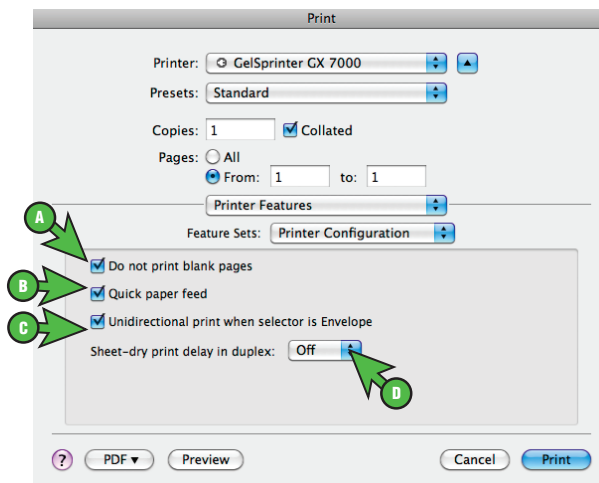 Print
Printer: GelSprinter GX 7000
Presets: Standard
Copies: 1 Collated
Pages: All
From: 1 to: 1
Printer Features
A
Feature Sets: Printer Configuration
Do not print blank pages
B Quick paper feed
C Unidirectional print when selector is Envelope
Sheet-dry print delay in duplex: Off
D
? PDF Preview Cancel Print